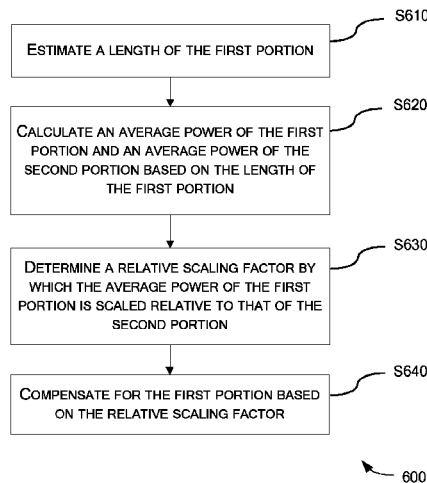 S610
ESTIMATE A LENGTH OF THE FIRST PORTION
S620
CALCULATE AN AVERAGE POWER OF THE FIRST
PORTION AND AN AVERAGE POWER OF THE
SECOND PORTION BASED ON THE LENGTH OF
THE FIRST PORTION
S630
DETERMINE A RELATIVE SCALING FACTOR BY
WHICH THE AVERAGE POWER OF THE FIRST
PORTION IS SCALED RELATIVE TO THAT OF THE
SECOND PORTION
S640
COMPENSATE FOR THE FIRST PORTION BASED
ON THE RELATIVE SCALING FACTOR
600